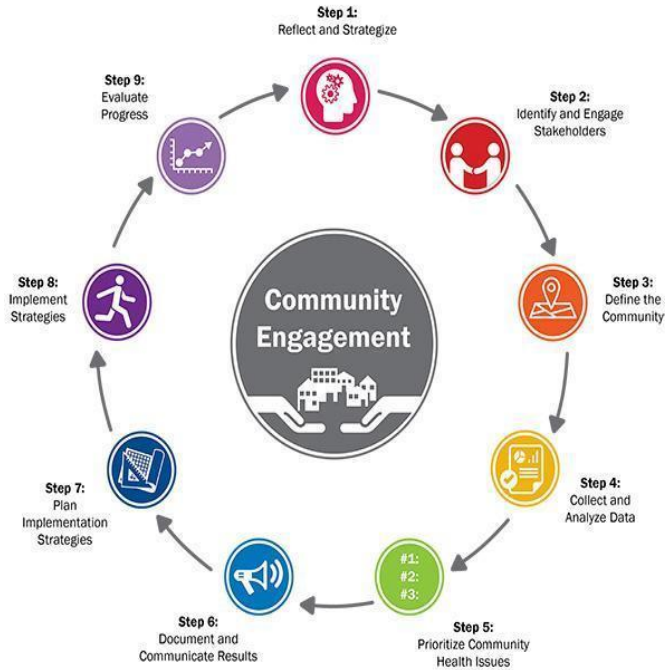 Step 1:
Reflect and Strategize
Step 2:
Identify and Engage
Stakeholders
Step 3:
Define the
Community
Step 4:
Collect and
Analyze Data
#1:
#2:
#3:
Step 5:
Prioritize Community
Health Issues
Step 6:
Document and
Communicate Results
Step 7:
Plan
Implementation
Strategies
Step 8:
Implement
Strategies
Step 9:
Evaluate
Progress
Community
Engagement